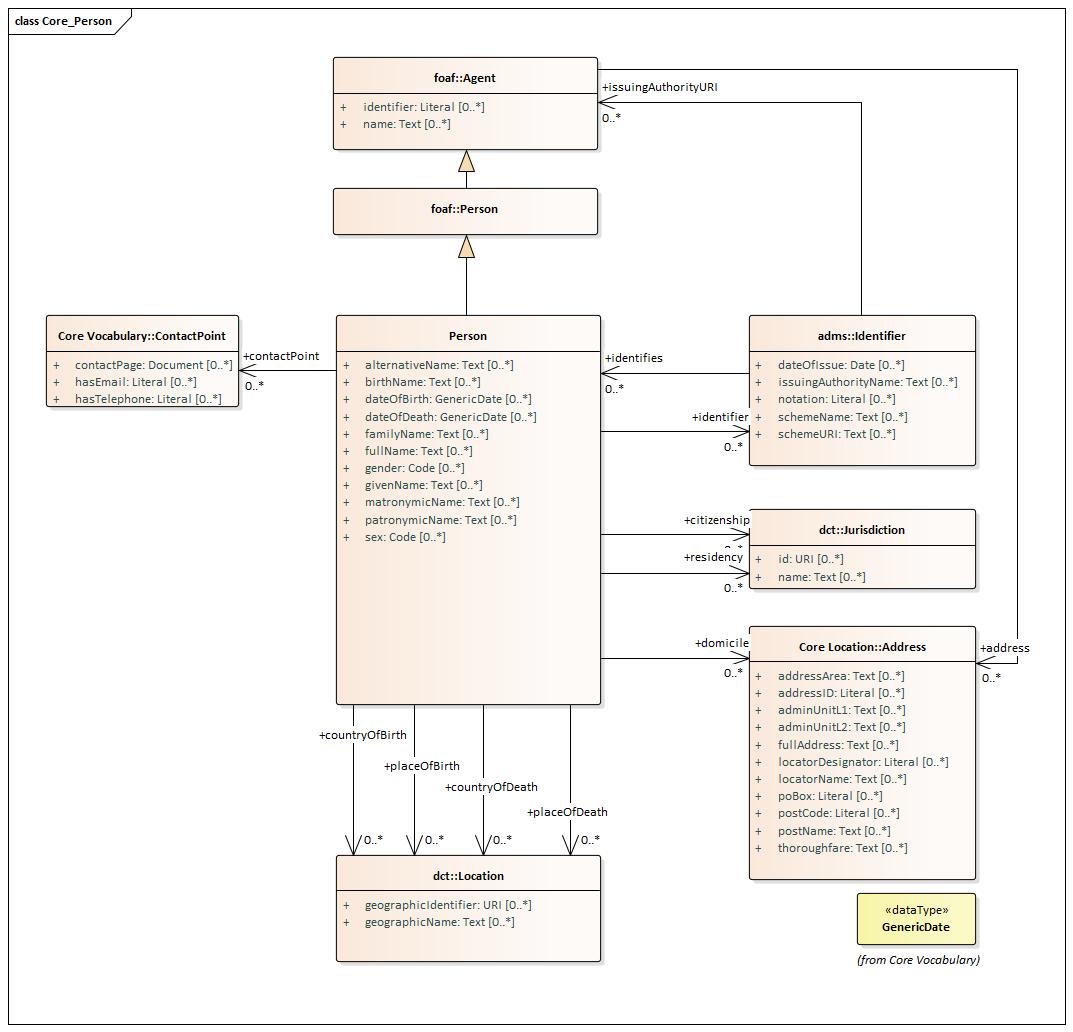 class Core_Person
foaf::Agent
+ identifier: Literal [0..*]
+ name: Text [0..*]
+issuingAuthorityURI
0..*
foaf::Person
Core Vocabulary::ContactPoint
+ contactPage: Document [0..*]
+ hasEmail: Literal [0..*]
+ hasTelephone: Literal [0..*]
+contactPoint
0..*
Person
+ alternativeName: Text [0..*]
+ birthName: Text [0..*]
+ dateOfBirth: GenericDate [0..*]
+ dateOfDeath: GenericDate [0..*]
+ familyName: Text [0..*]
+ fullName: Text [0..*]
+ gender: Code [0..*]
+ givenName: Text [0..*]
+ matronymicName: Text [0..*]
+ patronymicName: Text [0..*]
+ sex: Code [0..*]
+identifies
0..*
+identifier
0..*
adms::Identifier
+ dateOfIssue: Date [0..*]
+ issuingAuthorityName: Text [0..*]
+ notation: Literal [0..*]
+ schemeName: Text [0..*]
+ schemeURI: Text [0..*]
+citizenship
0..*
+residency
0..*
dct::Jurisdiction
+ id: URI [0..*]
+ name: Text [0..*]
+domicile
0..*
Core Location::Address
+ addressArea: Text [0..*]
+ addressID: Literal [0..*]
+ adminUnitL1: Text [0..*]
+ adminUnitL2: Text [0..*]
+ fullAddress: Text [0..*]
+ locatorDesignator: Literal [0..*]
+ locatorName: Text [0..*]
+ poBox: Literal [0..*]
+ postCode: Literal [0..*]
+ postName: Text [0..*]
+ thoroughfare: Text [0..*]
+address
0..*
+countryOfBirth
+placeOfBirth
+countryOfDeath
+placeOfDeath
0..* 0..* 0..* 0..*
dct::Location
+ geographicIdentifier: URI [0..*]
+ geographicName: Text [0..*]
«dataType»
GenericDate
(from Core Vocabulary)